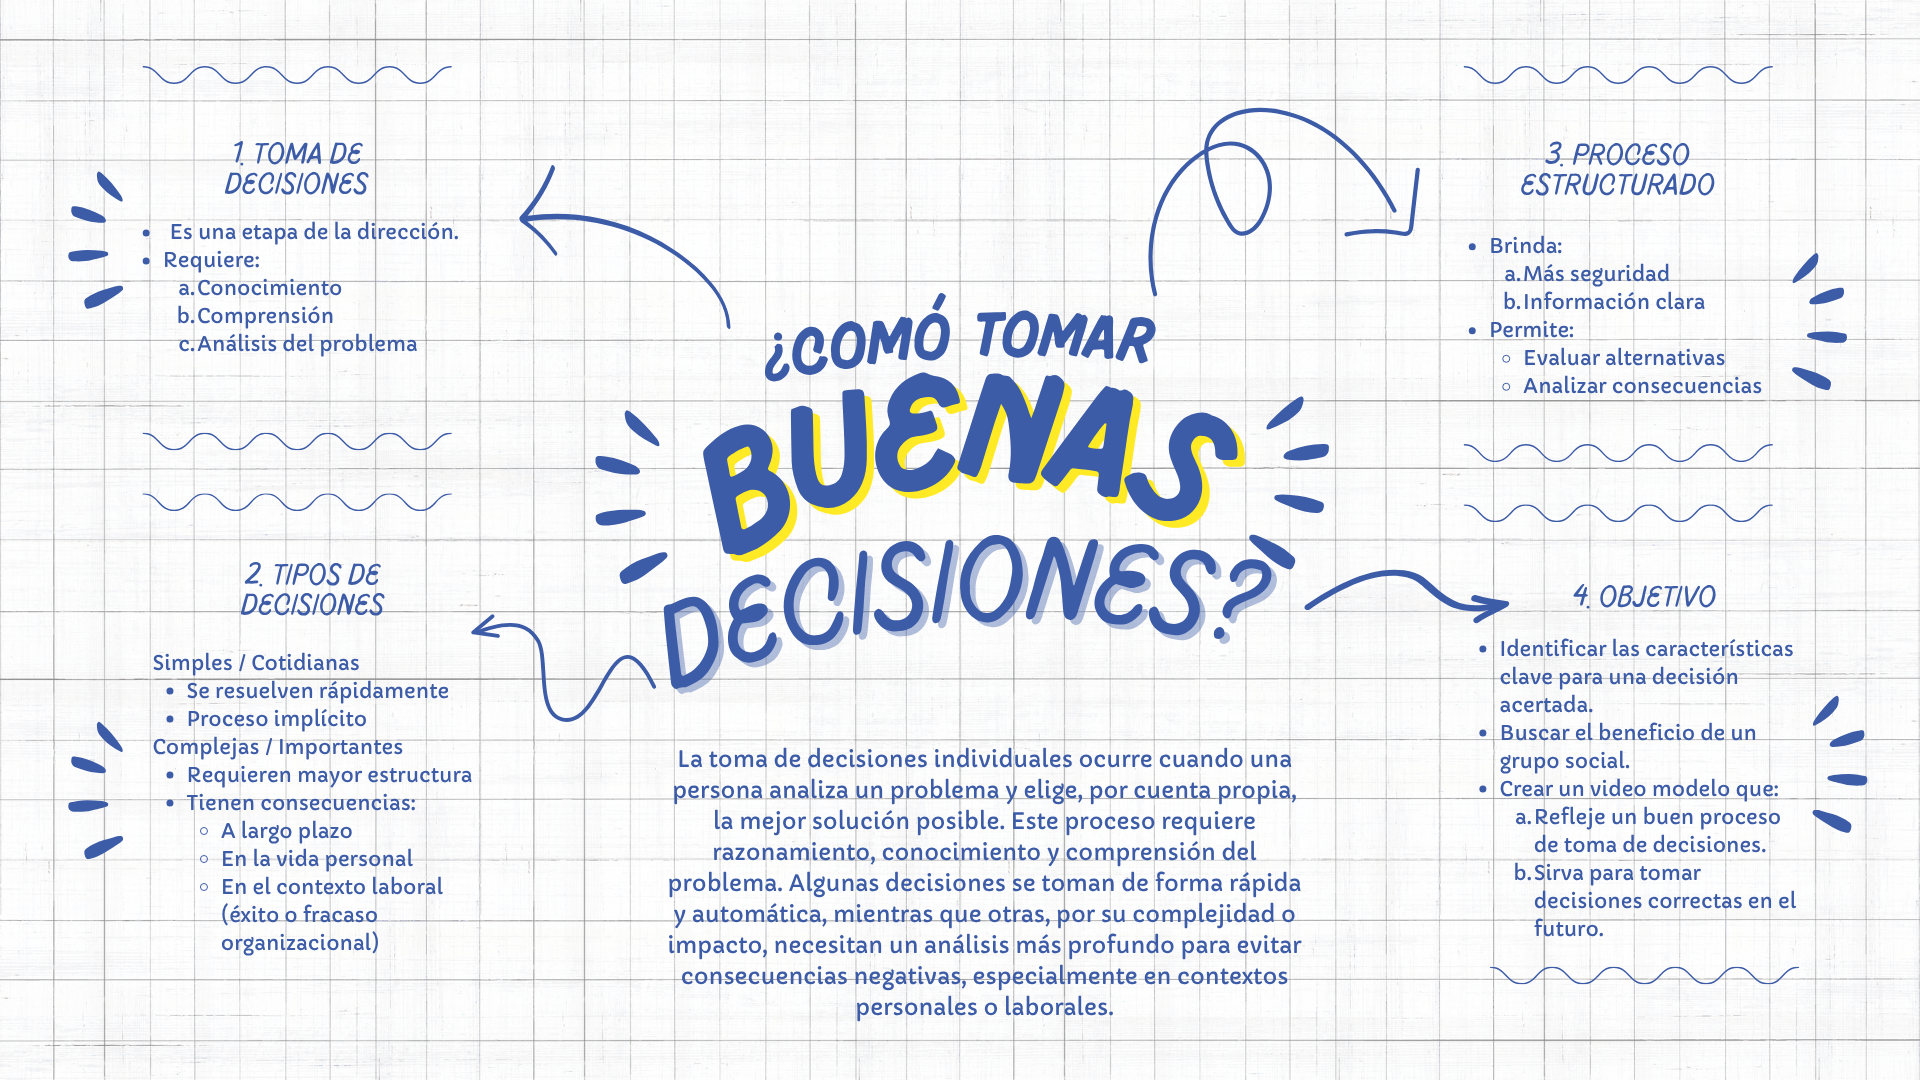 ¿COMÓ TOMAR
BUENAS
DECISIONES?
1. TOMA DE
DECISIONES
• Es una etapa de la dirección.
• Requiere:
a. Conocimiento
b. Comprensión
c. Análisis del problema
2. TIPOS DE
DECISIONES
Simples / Cotidianas
• Se resuelven rápidamente
• Proceso implícito
Complejas / Importantes
• Requieren mayor estructura
• Tienen consecuencias:
○ A largo plazo
○ En la vida personal
○ En el contexto laboral
(éxito o fracaso
organizacional)
3. PROCESO
ESTRUCTURADO
• Brinda:
a. Más seguridad
b. Información clara
• Permite:
○ Evaluar alternativas
○ Analizar consecuencias
4. OBJETIVO
• Identificar las características
clave para una decisión
acertada.
• Buscar el beneficio de un
grupo social.
• Crear un video modelo que:
a. Refleje un buen proceso
de toma de decisiones.
b. Sirva para tomar
decisiones correctas en el
futuro.
La toma de decisiones individuales ocurre cuando una
persona analiza un problema y elige, por cuenta propia,
la mejor solución posible. Este proceso requiere
razonamiento, conocimiento y comprensión del
problema. Algunas decisiones se toman de forma rápida
y automática, mientras que otras, por su complejidad o
impacto, necesitan un análisis más profundo para evitar
consecuencias negativas, especialmente en contextos
personales o laborales.